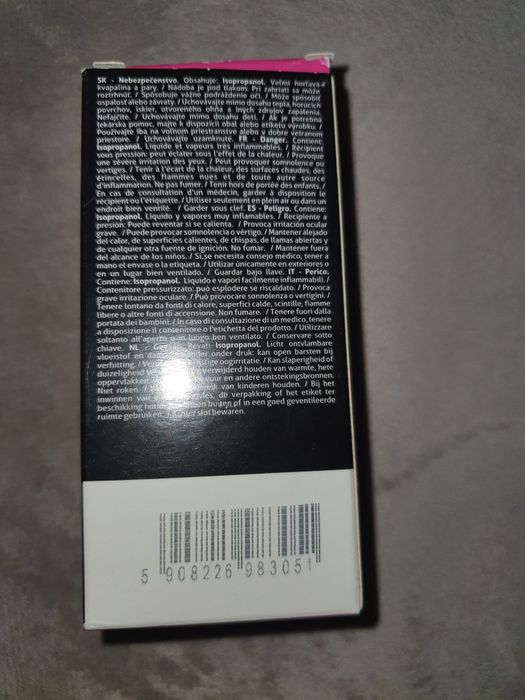 SK - Nebezpečenstvo. Obsahuje: Isopropanol. Veľmi horľavá
kvapalina a pary. / Nádoba je pod tlakom: Pri zahriatí sa môže
roztrhnúť. / Spôsobuje vážne podráždenie očí. / Môže spôsobiť
ospalosť alebo závraty. / Uchovávajte mimo dosahu tepla, horúcich
povrchov, iskier, otvoreného ohňa a iných zdrojov zapálenia.
Nefajčite. / Uchovávajte mimo dosahu detí. / Ak je potrebná
lekárska pomoc, majte k dispozícii obal alebo etiketu výrobku. /
Používajte iba na voľnom priestranstve alebo v dobre vetranom
priestore. / Uchovávajte uzamknuté. FR - Danger. Contient:
Isopropanol. Liquide et vapeurs très inflammables. / Récipient
sous pression: peut éclater sous l'effet de la chaleur. / Provoque
une sévère irritation des yeux. / Peut provoquer somnolence ou
vertiges. / Tenir à l'écart de la chaleur, des surfaces chaudes, des
étincelles, des flammes nues et de toute autre source
d'inflammation. Ne pas fumer. / Tenir hors de portée des enfants. /
En cas de consultation d'un médecin, garder à disposition le
récipient ou l'étiquette. / Utiliser seulement en plein air ou dans un
endroit bien ventilé. / Garder sous clef. ES - Peligro. Contiene:
Isopropanol. Líquido y vapores muy inflamables. / Recipiente a
presión: Puede reventar si se calienta. / Provoca irritación ocular
grave. / Puede provocar somnolencia o vértigo. / Mantener alejado
del calor, de superficies calientes, de chispas, de llamas abiertas y
de cualquier otra fuente de ignición. No fumar. / Mantener fuera
del alcance de los niños. / Si se necesita consejo médico, tener a
mano el envase o la etiqueta. / Utilizar únicamente en exteriores o
en un lugar bien ventilado. / Guardar bajo llave. IT - Perico.
Contiene: Isopropanol. Liquido e vapori facilmente infiammabili. /
Contenitore pressurizzato: può esplodere se riscaldato. / Provoca
grave irritazione oculare. / Può provocare sonnolenza o vertigini. /
Tenere lontano da fonti di calore, superfici calde, scintille, fiamme
libere o altre fonti di accensione. Non fumare. / Tenere fuori dalla
portata dei bambini. / In caso di consultazione di un medico, tenere
a disposizione il contenitore o l'etichetta del prodotto. / Utilizzare
soltanto all'aperto o in luogo ben ventilato. / Conservare sotto
chiave. NL - Gevaar. Bevat: Isopropanol. Licht ontvlambare
vloeistof en damp. onder druk: kan open barsten bij
verhitting. / oogirritatie. / Kan slaperigheid of
duizeligheid verwijderd houden van warmte, hete
oppervlakken vuur en andere ontstekingsbronnen.
Niet roken. / van kinderen houden. / Bij het
inwinnen van de verpakking of het etiket ter
beschikking buiten of in een goed geventileerde
ruimte gebruiken. / Achter slot bewaren.
5 908226 983051